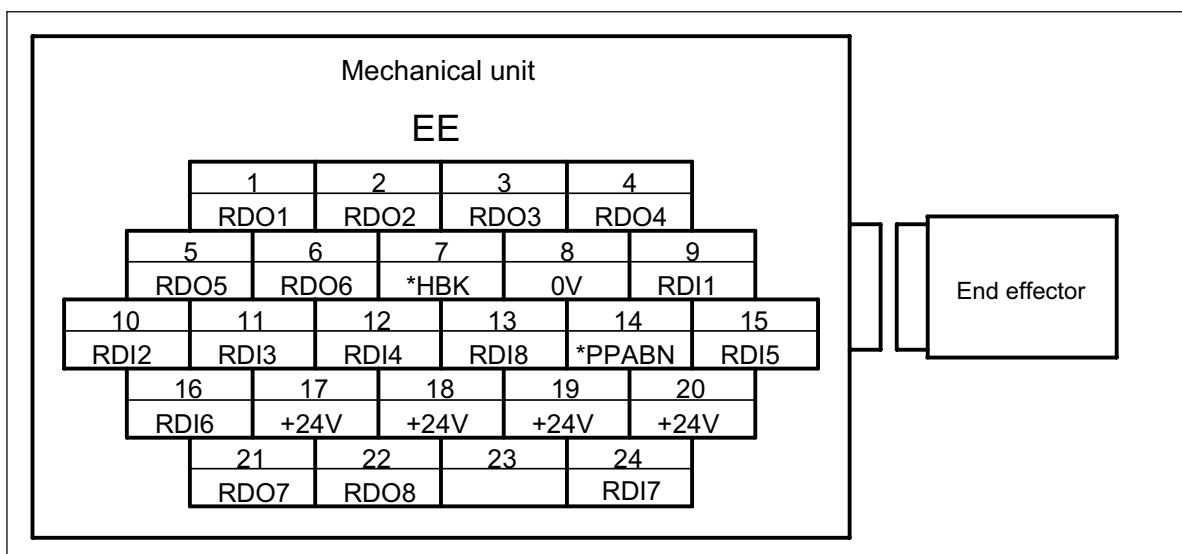 Mechanical unit
EE
1 2 3 4
RDO1 RDO2 RDO3 RDO4
5 6 7 8 9
RDO5 RDO6 *HBK 0V RDI1
10 11 12 13 14 15
RDI2 RDI3 RDI4 RDI8 *PPABN RDI5
16 17 18 19 20
RDI6 +24V +24V +24V +24V
21 22 23 24
RDO7 RDO8 RDI7
End effector